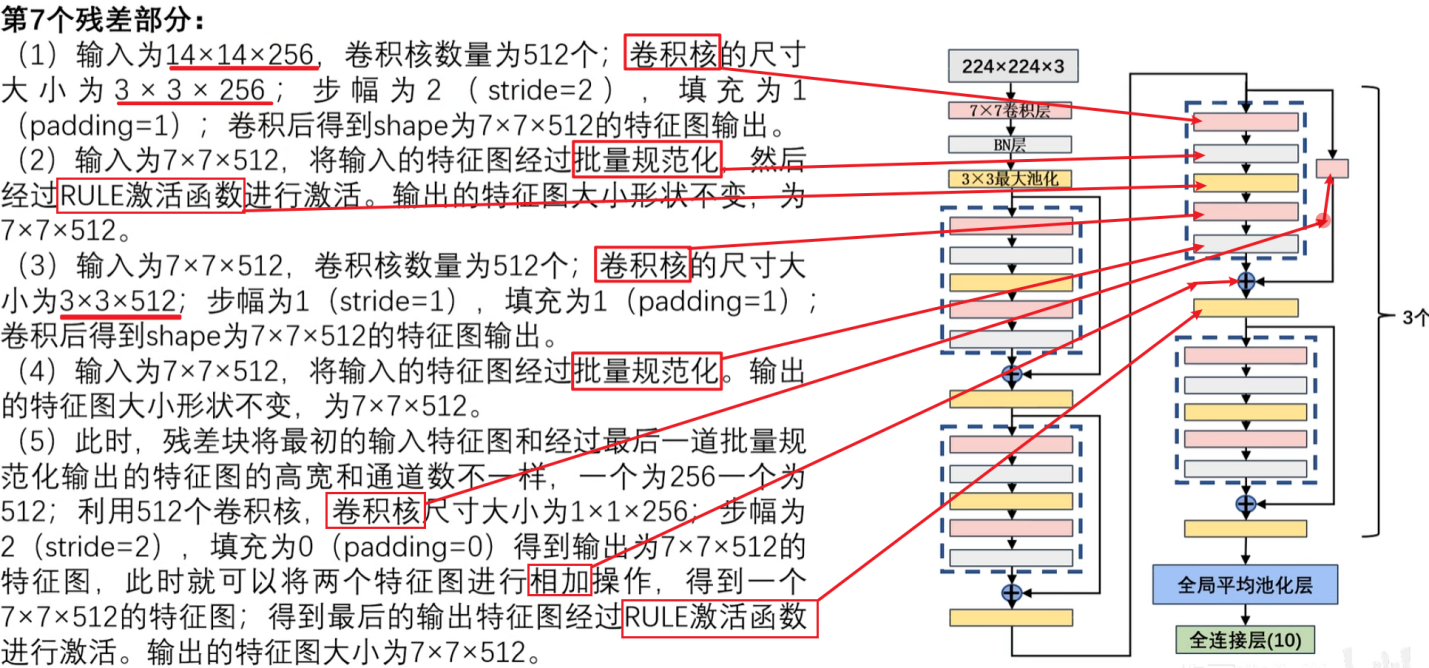 第7个残差部分：
（1）输入为14×14×256，卷积核数量为512个；卷积核的尺寸
大小为3×3×256；步幅为2（stride=2），填充为1
（padding=1）；卷积后得到shape为7×7×512的特征图输出。
（2）输入为7×7×512，将输入的特征图经过批量规范化，然后
经过RULE激活函数进行激活。输出的特征图大小形状不变，为
7×7×512。
（3）输入为7×7×512，卷积核数量为512个；卷积核的尺寸大
小为3×3×512；步幅为1（stride=1），填充为1（padding=1）；
卷积后得到shape为7×7×512的特征图输出。
（4）输入为7×7×512，将输入的特征图经过批量规范化。输出
的特征图大小形状不变，为7×7×512。
（5）此时，残差块将最初的输入特征图和经过最后一道批量规
范化输出的特征图的高宽和通道数不一样，一个为256一个为
512；利用512个卷积核，卷积核尺寸大小为1×1×256；步幅为
2（stride=2），填充为0（padding=0）得到输出为7×7×512的
特征图，此时就可以将两个特征图进行相加操作，得到一个
7×7×512的特征图；得到最后的输出特征图经过RULE激活函数
进行激活。输出的特征图大小为7×7×512。
224×224×3
7×7卷积层
BN层
3×3最大池化
3个
全局平均池化层
全连接层(10)